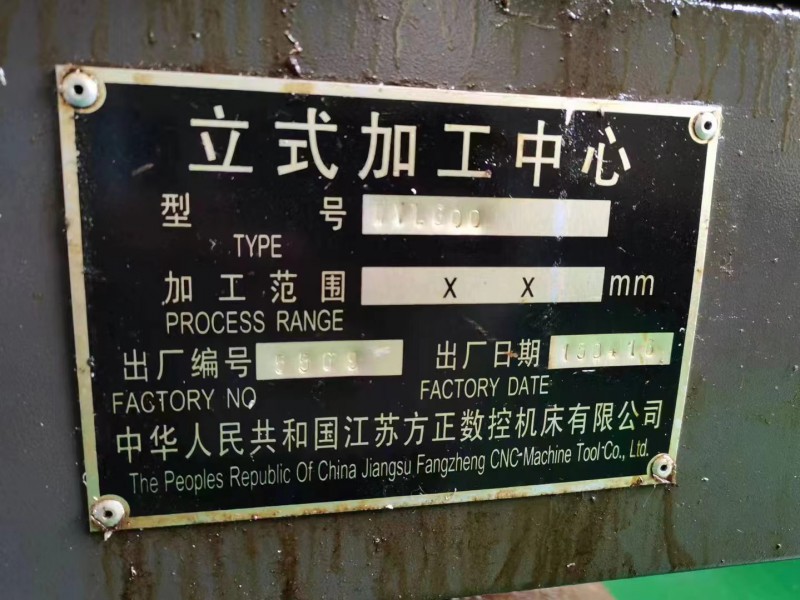 立式加工中心
型 号
TYPE
加工范围 X X mm
PROCESS RANGE
出厂编号 出厂日期
FACTORY NO FACTORY DATE
中华人民共和国江苏方正数控机床有限公司
The Peoples Republic Of China Jiangsu Fangzheng CNC Machine Tool Co., Ltd.